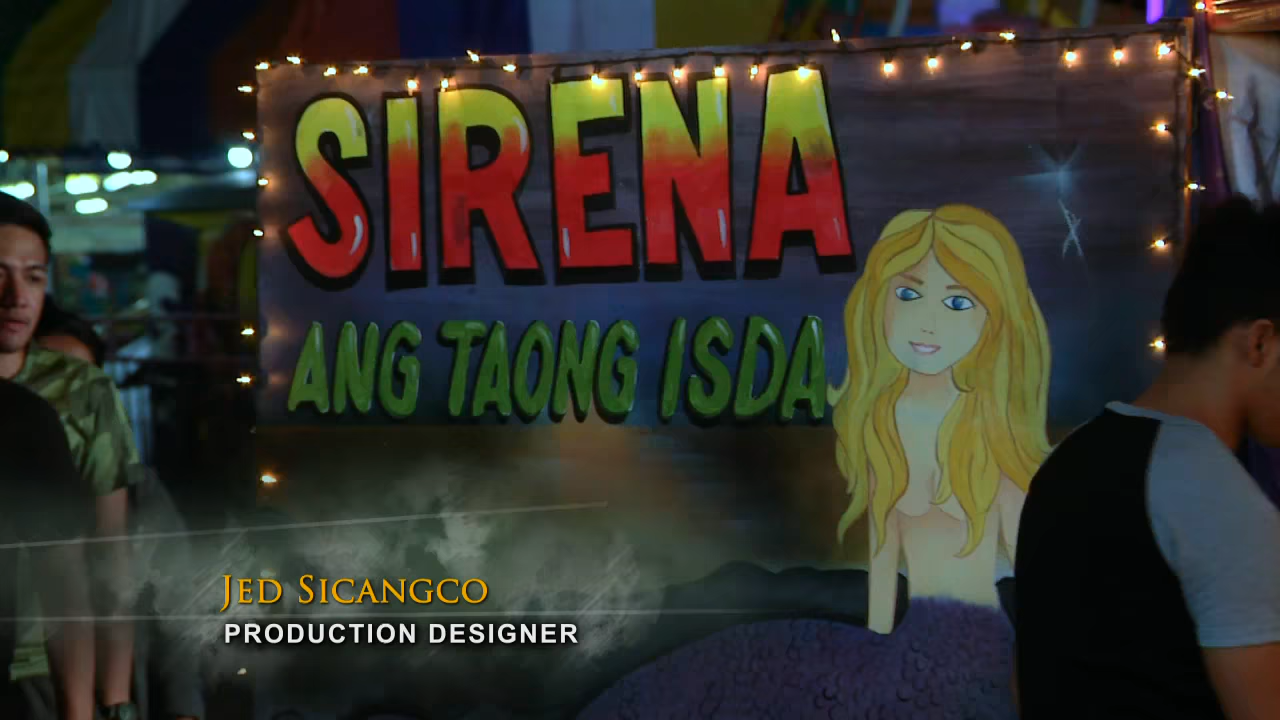 SIRENA
ANG TAONG ISDA
JED SICANGCO
PRODUCTION DESIGNER